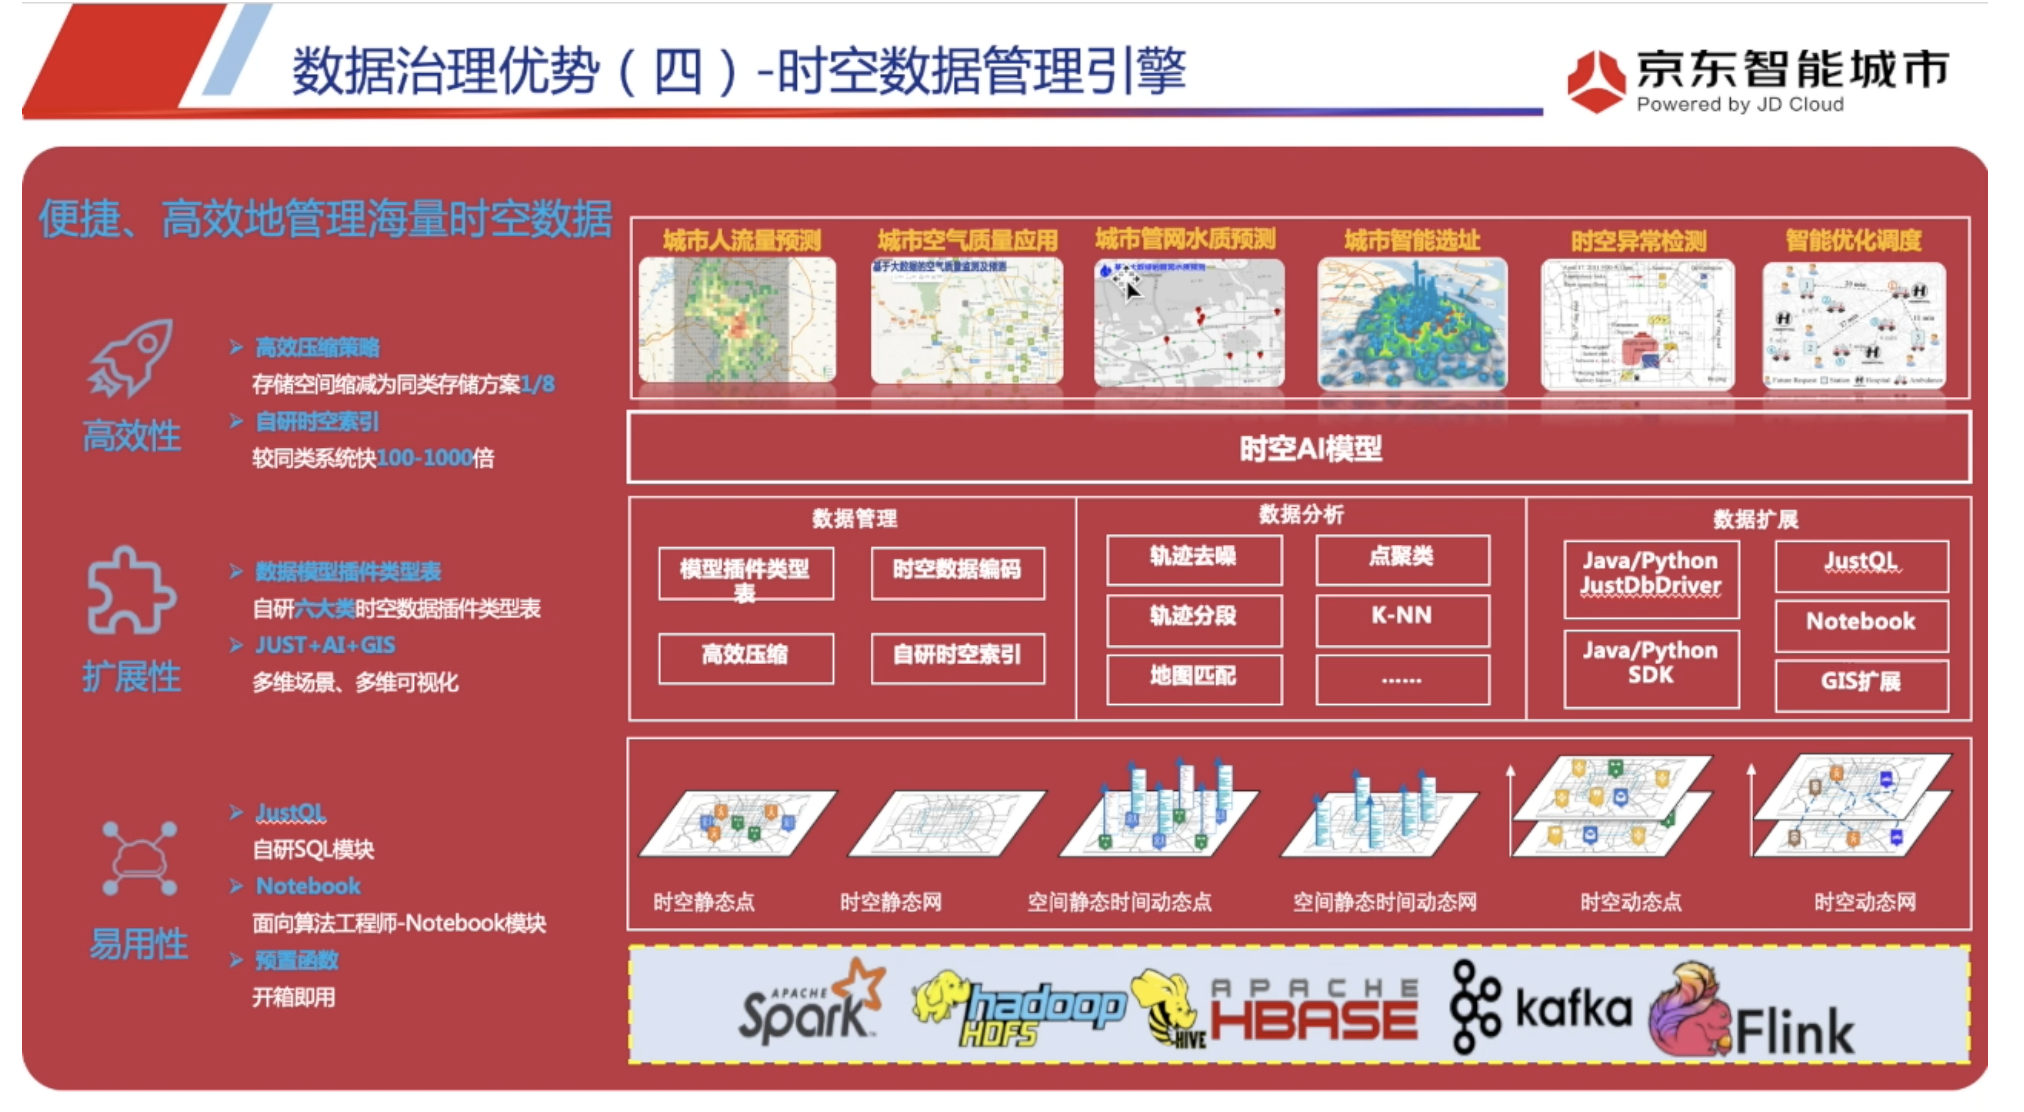 数据治理优势（四）-时空数据管理引擎
京东智能城市
Powered by JD Cloud
便捷、高效地管理海量时空数据
高效性
高效压缩策略
存储空间缩减为同类存储方案1/8
自研时空索引
较同类系统快100-1000倍
扩展性
数据模型插件类型表
自研六大类时空数据插件类型表
JUST+AI+GIS
多维场景、多维可视化
易用性
JustQL
自研SQL模块
Notebook
面向算法工程师-Notebook模块
预置函数
开箱即用
城市人流量预测
城市空气质量应用
城市管网水质预测
城市智能选址
时空异常检测
智能优化调度
基于大数据的空气质量监测及预测
时空AI模型
数据管理
模型插件类型
表
时空数据编码
高效压缩
自研时空索引
数据分析
轨迹去噪
点聚类
轨迹分段
K-NN
地图匹配
......
数据扩展
Java/Python
JustDbDriver
JustQL
Notebook
Java/Python
SDK
GIS扩展
时空静态点
时空静态网
空间静态时间动态点
空间静态时间动态网
时空动态点
时空动态网
APACHE
Spark
hadoop
HDFS
HIVE
APACHE
HBASE
kafka
Flink